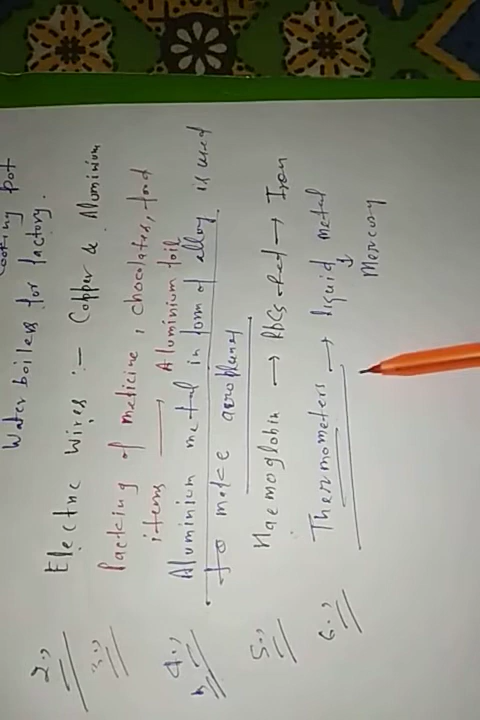 Cooking pot
Water boilers for factory.
2., Electric Wires :- Copper & Aluminium
3., Packing of medicine, chocolates, food
items → Aluminium foil
4., Aluminium metal in form of alloy is used
to make aeroplanes
5., Haemoglobin → RBCs → Red → Iron
6., Thermometers → liquid metal
Mercury